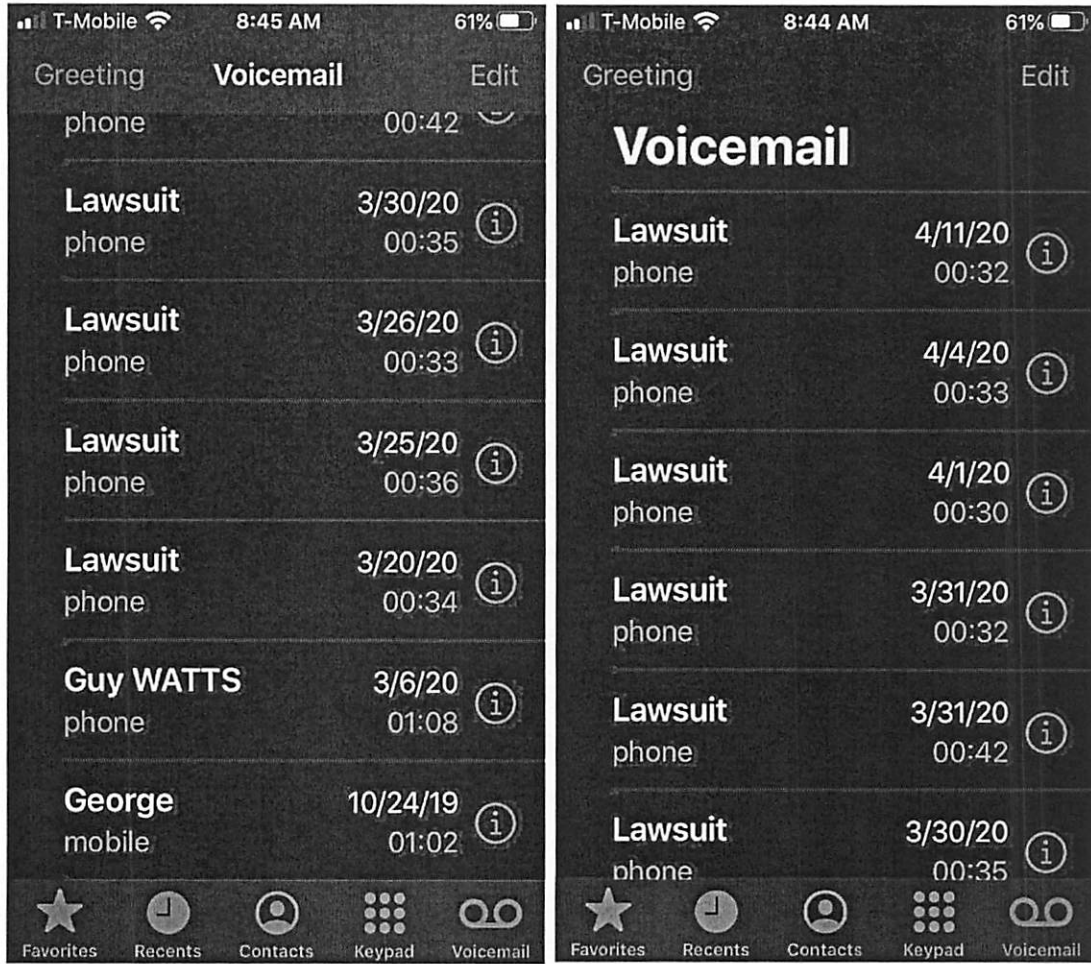 T-Mobile 8:45 AM 61%
Greeting Voicemail Edit
phone 00:42
Lawsuit 3/30/20
phone 00:35
Lawsuit 3/26/20
phone 00:33
Lawsuit 3/25/20
phone 00:36
Lawsuit 3/20/20
phone 00:34
Guy WATTS 3/6/20
phone 01:08
George 10/24/19
mobile 01:02
Favorites Recents Contacts Keypad Voicemail
T-Mobile 8:44 AM 61%
Greeting Edit
Voicemail
Lawsuit 4/11/20
phone 00:32
Lawsuit 4/4/20
phone 00:33
Lawsuit 4/1/20
phone 00:30
Lawsuit 3/31/20
phone 00:32
Lawsuit 3/31/20
phone 00:42
Lawsuit 3/30/20
phone 00:35
Favorites Recents Contacts Keypad Voicemail